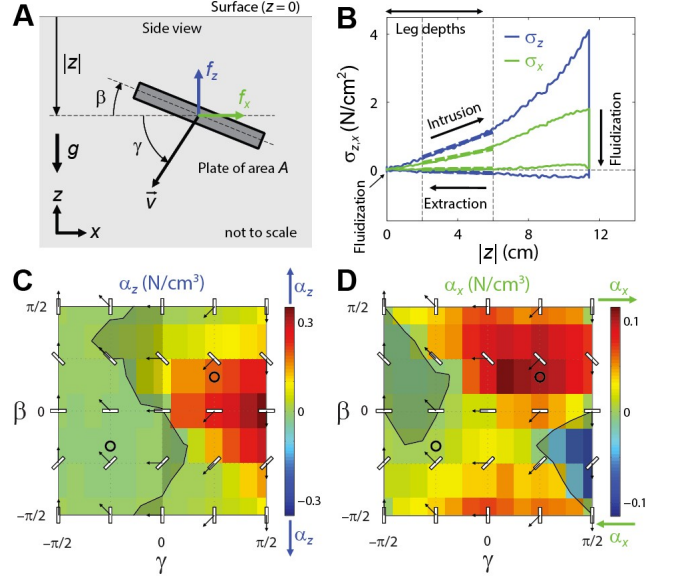 A
Surface (z = 0)
Side view
|z|
β
f_z
f_x
γ
g
v⃗
Plate of area A
z
x
not to scale
B
Leg depths
σ_z
σ_x
σ_z,x (N/cm²)
4
2
0
Intrusion
Extraction
Fluidization
Fluidization
0 4 8 12
|z| (cm)
C
α_z (N/cm³)
α_z
π/2
0.3
β 0
0
−π/2
−0.3
−π/2 0 π/2
γ
α_z
D
α_x (N/cm³)
α_x
π/2
0.1
β 0
0
−π/2
−0.1
−π/2 0 π/2
γ
α_x